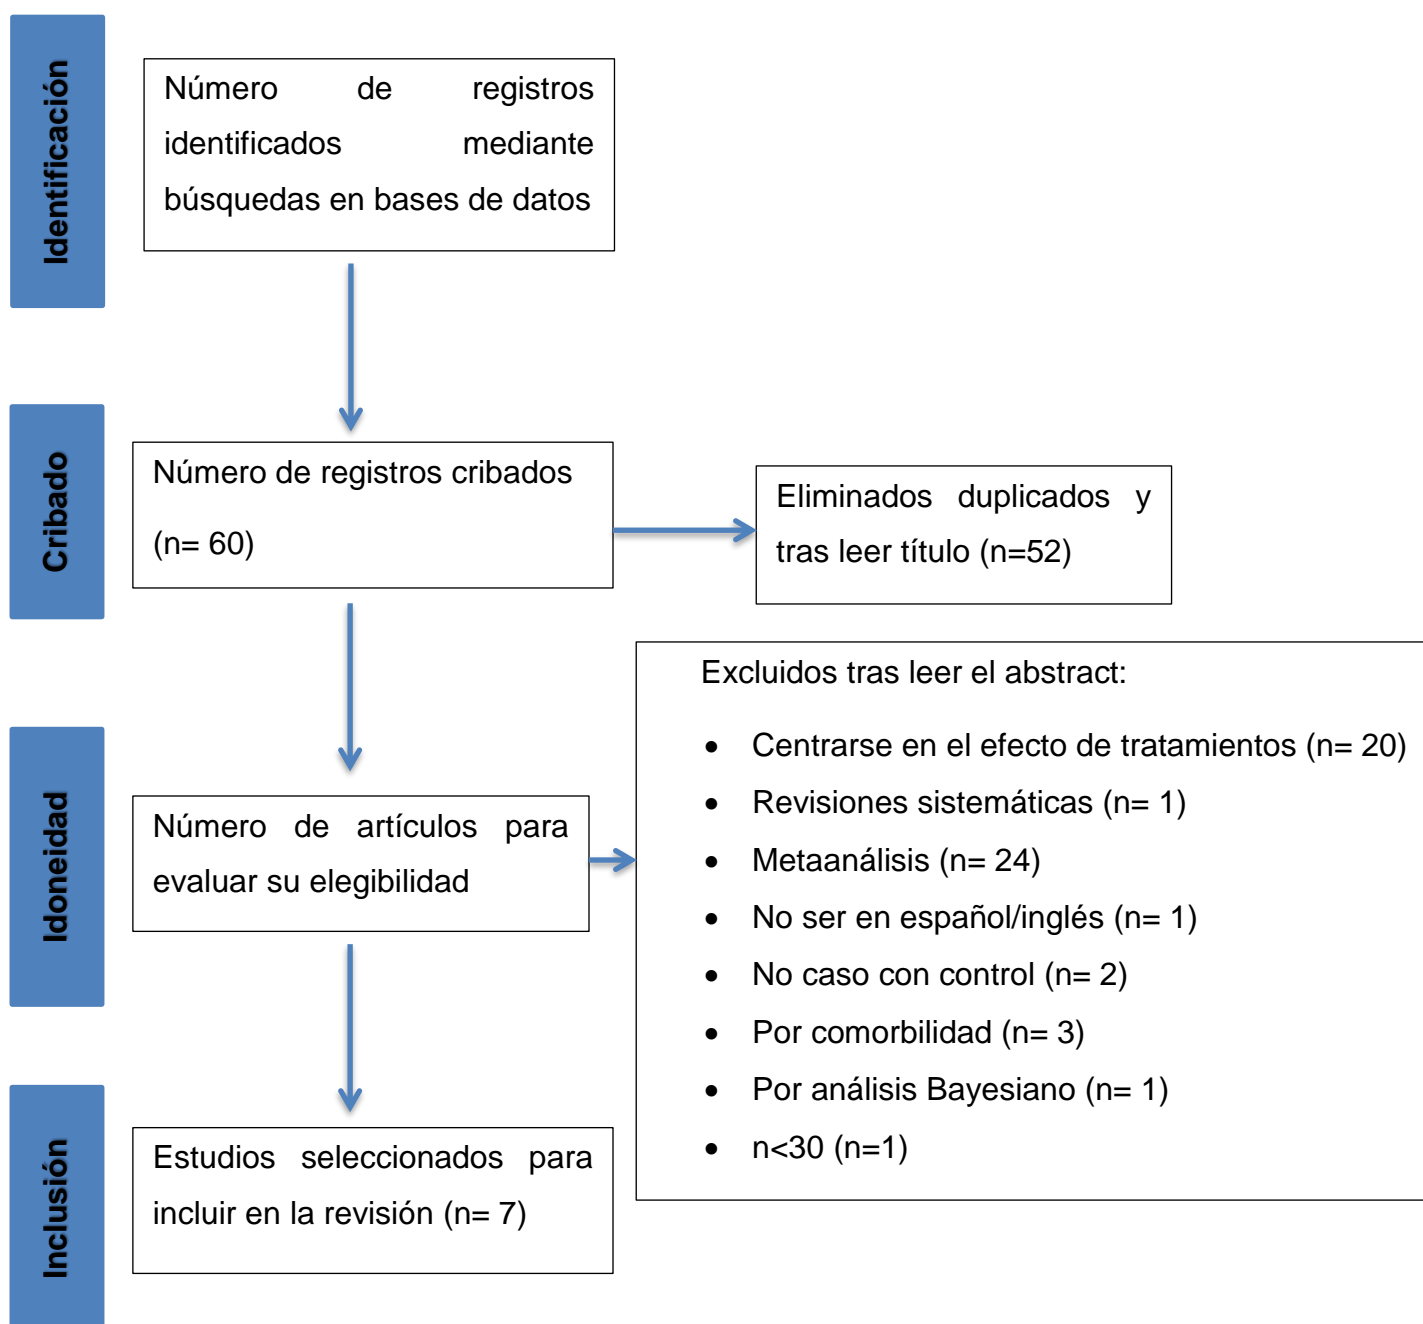 Identificación
Número de registros
identificados mediante
búsquedas en bases de datos
Cribado
Número de registros cribados
(n= 60)
Eliminados duplicados y
tras leer título (n=52)
Idoneidad
Número de artículos para
evaluar su elegibilidad
Excluidos tras leer el abstract:
• Centrarse en el efecto de tratamientos (n= 20)
• Revisiones sistemáticas (n= 1)
• Metaanálisis (n= 24)
• No ser en español/inglés (n= 1)
• No caso con control (n= 2)
• Por comorbilidad (n= 3)
• Por análisis Bayesiano (n= 1)
• n<30 (n=1)
Inclusión
Estudios seleccionados para
incluir en la revisión (n= 7)